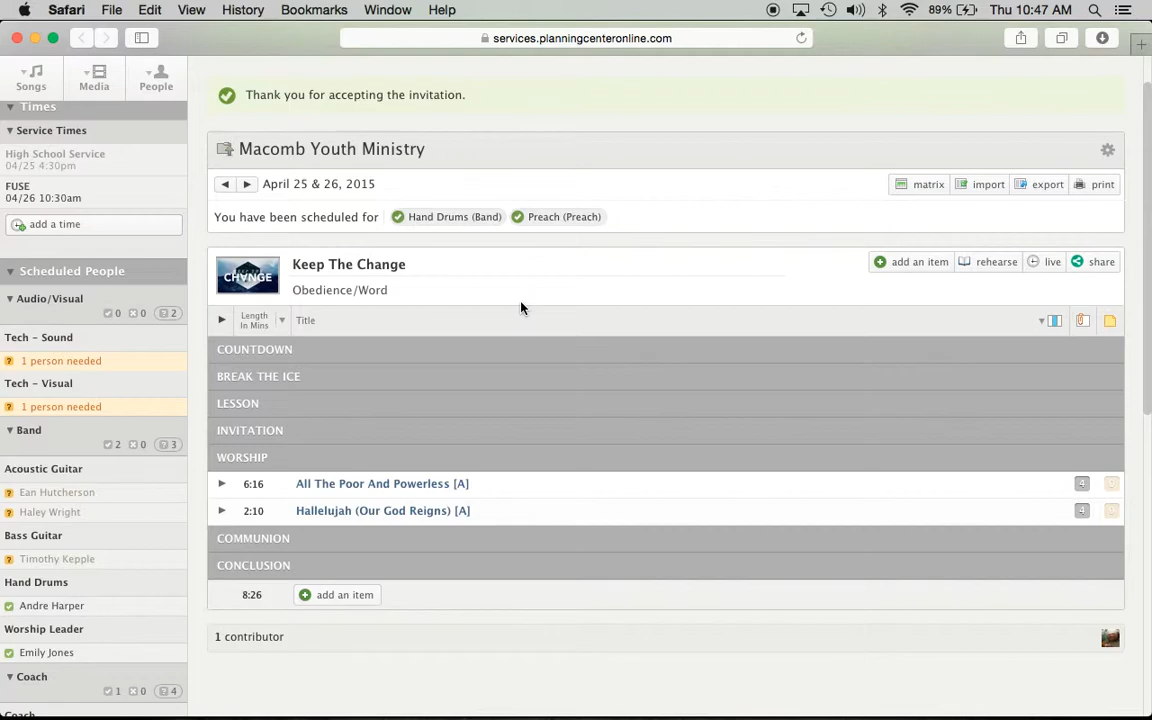 Safari File Edit View History Bookmarks Window Help 89% Thu 10:47 AM
services.planningcenteronline.com
Songs Media People
Times
Service Times
High School Service
04/25 4:30pm
FUSE
04/26 10:30am
add a time
Scheduled People
Audio/Visual
0 0 2
Tech - Sound
1 person needed
Tech - Visual
1 person needed
Band
2 0 3
Acoustic Guitar
Ean Hutcherson
Haley Wright
Bass Guitar
Timothy Kepple
Hand Drums
Andre Harper
Worship Leader
Emily Jones
Coach
1 0 4
Thank you for accepting the invitation.
Macomb Youth Ministry
April 25 & 26, 2015 matrix import export print
You have been scheduled for Hand Drums (Band) Preach (Preach)
CHANGE
Keep The Change add an item rehearse live share
Obedience/Word
Length
In Mins
Title
COUNTDOWN
BREAK THE ICE
LESSON
INVITATION
WORSHIP
6:16 All The Poor And Powerless [A] 4
2:10 Hallelujah (Our God Reigns) [A] 4
COMMUNION
CONCLUSION
8:26 add an item
1 contributor